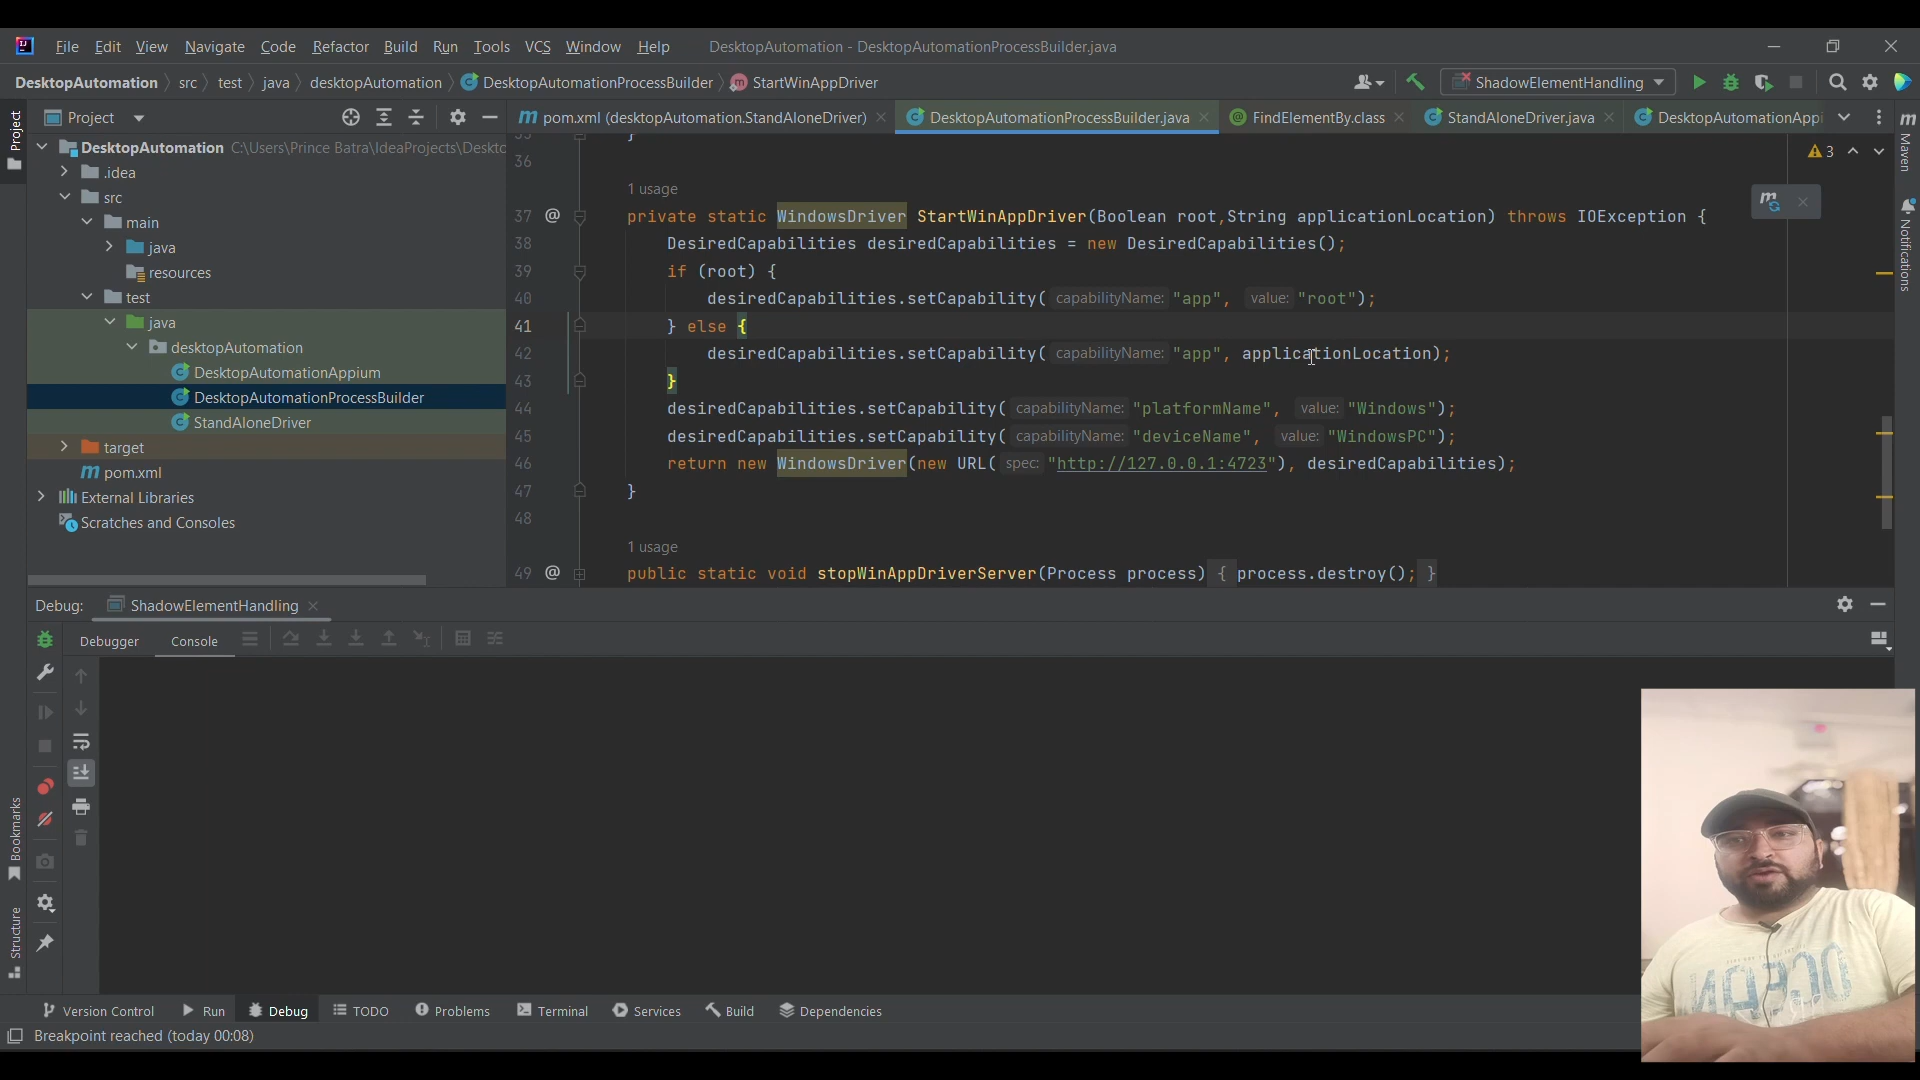 File Edit View Navigate Code Refactor Build Run Tools VCS Window Help DesktopAutomation - DesktopAutomationProcessBuilder.java
DesktopAutomation src test java desktopAutomation DesktopAutomationProcessBuilder StartWinAppDriver ShadowElementHandling
Project pom.xml (desktopAutomation.StandAloneDriver) DesktopAutomationProcessBuilder.java FindElementBy.class StandAloneDriver.java DesktopAutomationAppi
Project
Maven
Notifications
Bookmarks
Structure
DesktopAutomation C:\Users\Prince Batra\IdeaProjects\Deskto
.idea
src
main
java
resources
test
java
desktopAutomation
DesktopAutomationAppium
DesktopAutomationProcessBuilder
StandAloneDriver
target
pom.xml
External Libraries
Scratches and Consoles
3
35 }
36
1 usage
37 @ private static WindowsDriver StartWinAppDriver(Boolean root,String applicationLocation) throws IOException {
38 DesiredCapabilities desiredCapabilities = new DesiredCapabilities();
39 if (root) {
40 desiredCapabilities.setCapability( capabilityName: "app", value: "root");
41 } else {
42 desiredCapabilities.setCapability( capabilityName: "app", applicationLocation);
43 }
44 desiredCapabilities.setCapability( capabilityName: "platformName", value: "Windows");
45 desiredCapabilities.setCapability( capabilityName: "deviceName", value: "WindowsPC");
46 return new WindowsDriver(new URL( spec: "http://127.0.0.1:4723"), desiredCapabilities);
47 }
48
1 usage
49 @ public static void stopWinAppDriverServer(Process process) { process.destroy(); }
Debug: ShadowElementHandling
Debugger Console
Version Control Run Debug TODO Problems Terminal Services Build Dependencies
Breakpoint reached (today 00:08)